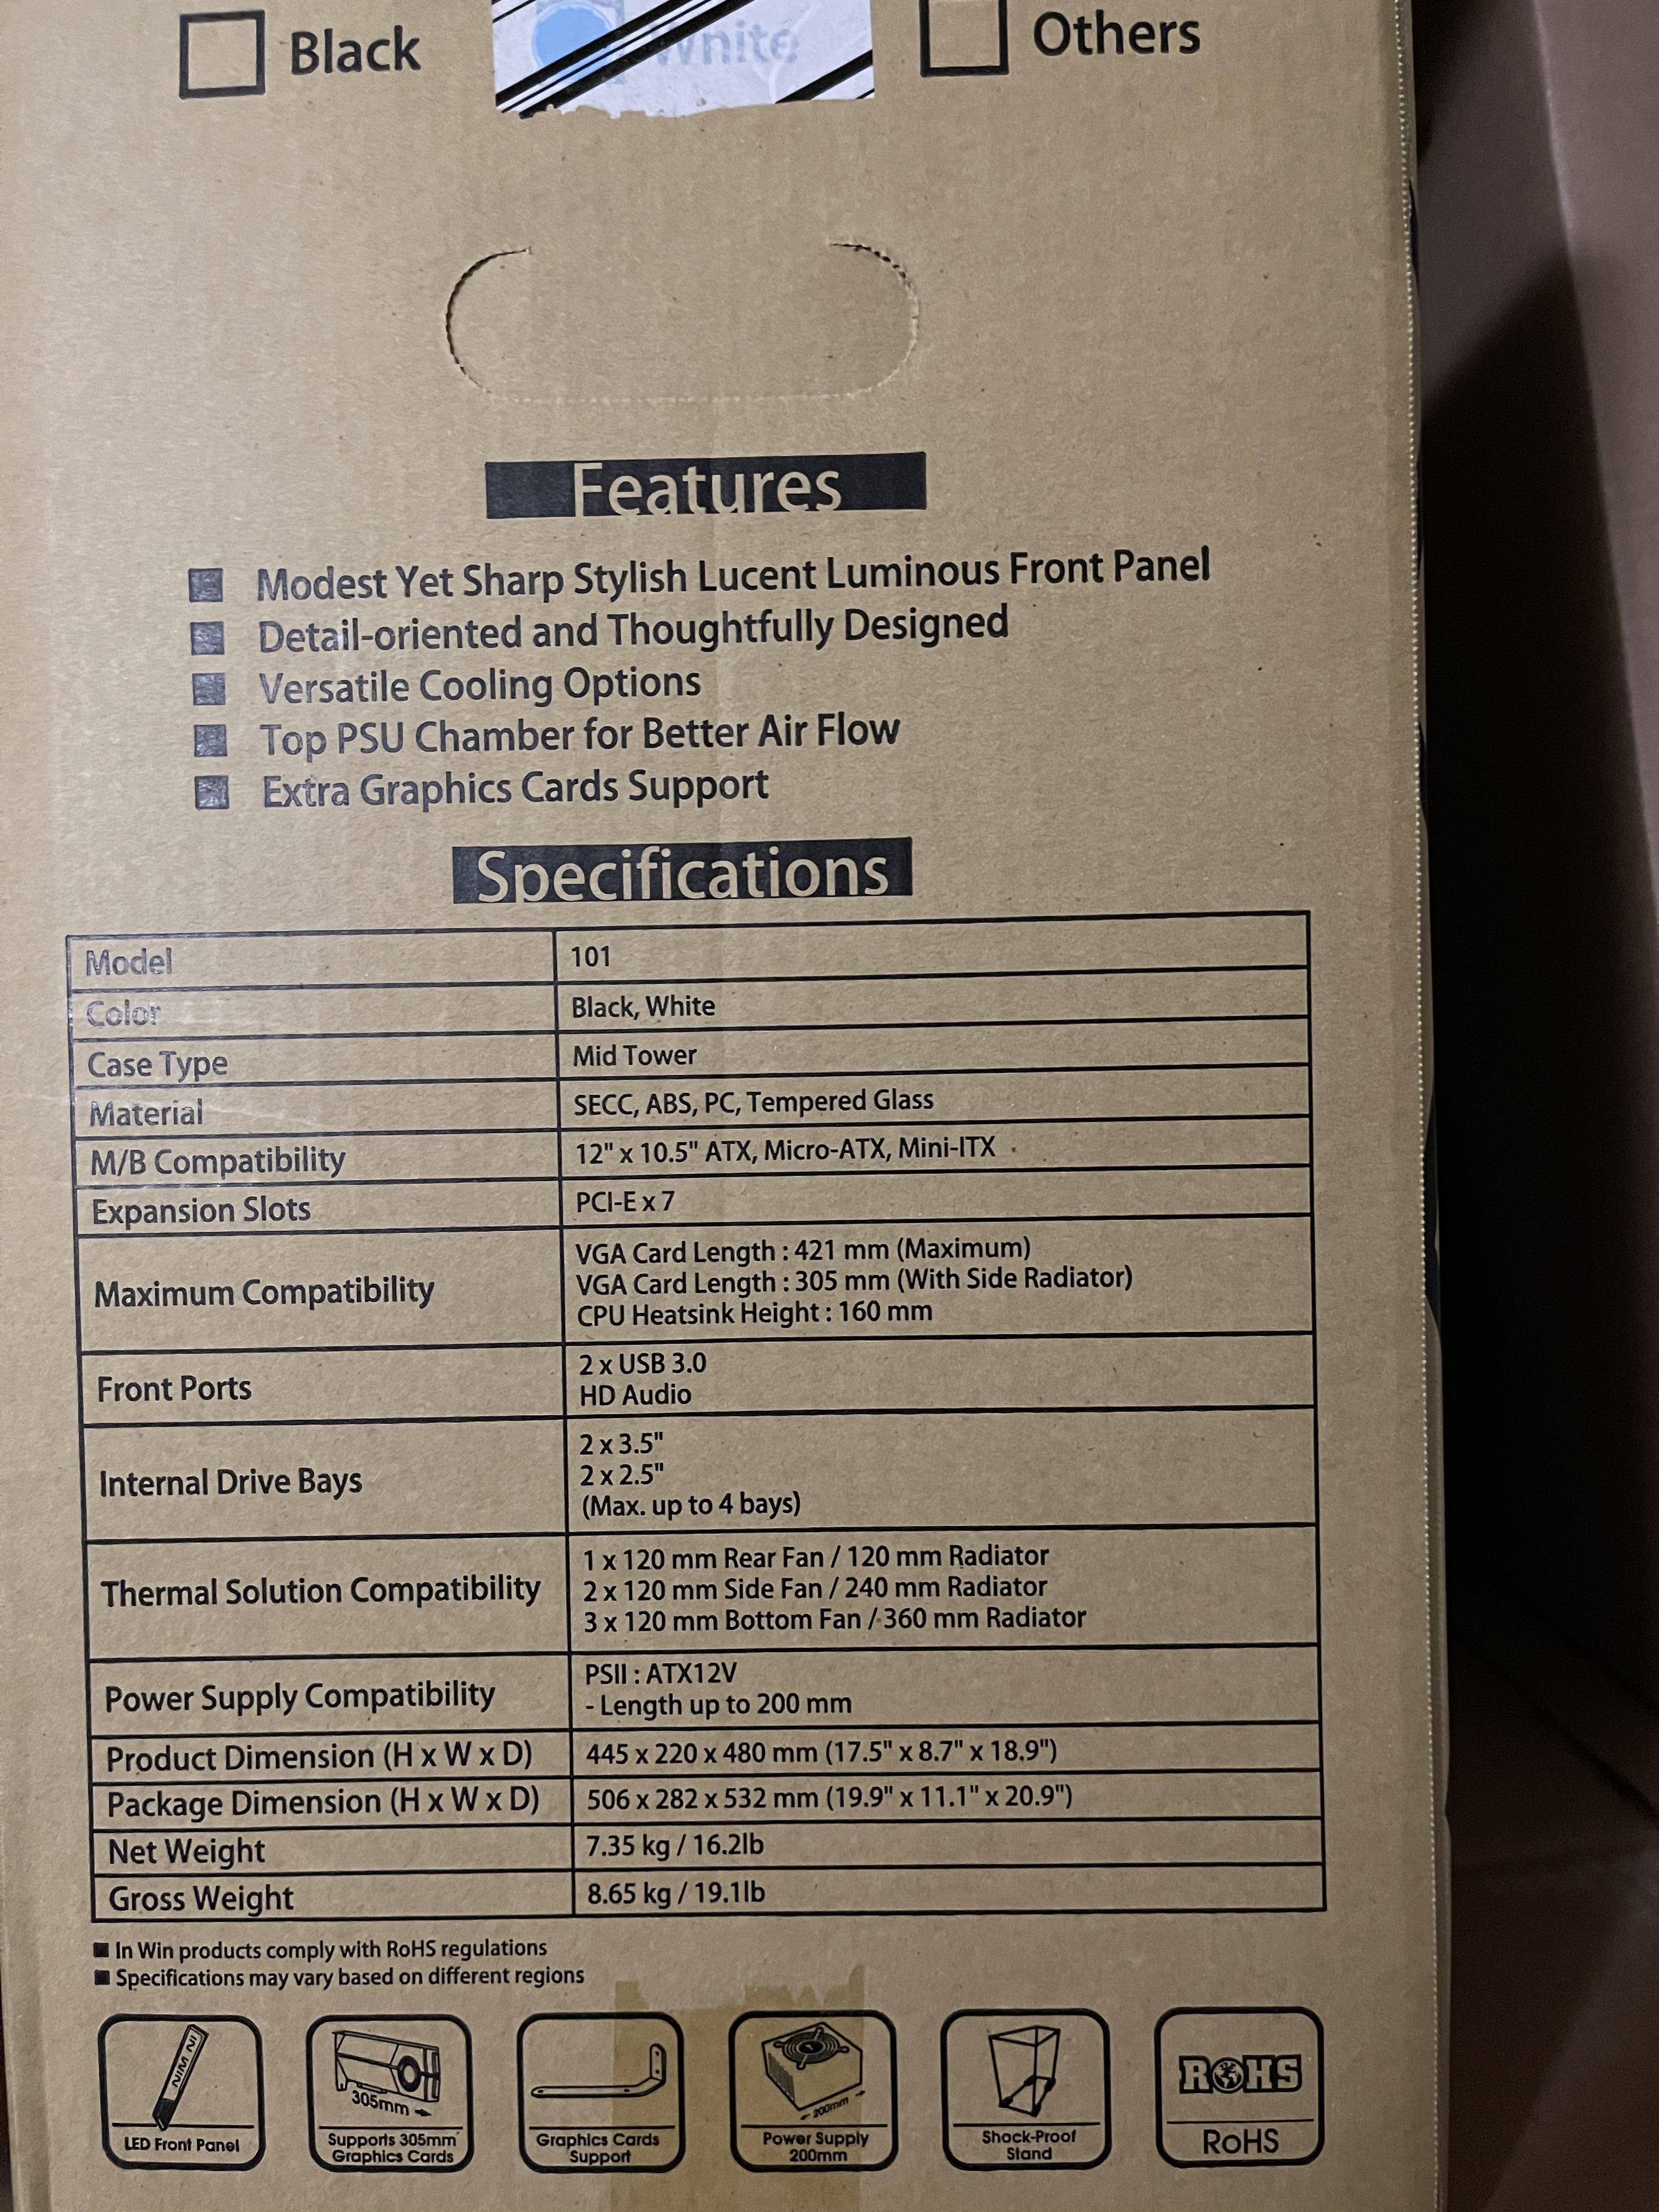 Black
White
Others
Features
Modest Yet Sharp Stylish Lucent Luminous Front Panel
Detail-oriented and Thoughtfully Designed
Versatile Cooling Options
Top PSU Chamber for Better Air Flow
Extra Graphics Cards Support
Specifications
Model 101
Color Black, White
Case Type Mid Tower
Material SECC, ABS, PC, Tempered Glass
M/B Compatibility 12" x 10.5" ATX, Micro-ATX, Mini-ITX
Expansion Slots PCI-E x 7
Maximum Compatibility
VGA Card Length : 421 mm (Maximum)
VGA Card Length : 305 mm (With Side Radiator)
CPU Heatsink Height : 160 mm
Front Ports
2 x USB 3.0
HD Audio
Internal Drive Bays
2 x 3.5"
2 x 2.5"
(Max. up to 4 bays)
Thermal Solution Compatibility
1 x 120 mm Rear Fan / 120 mm Radiator
2 x 120 mm Side Fan / 240 mm Radiator
3 x 120 mm Bottom Fan / 360 mm Radiator
Power Supply Compatibility
PSII : ATX12V
- Length up to 200 mm
Product Dimension (H x W x D) 445 x 220 x 480 mm (17.5" x 8.7" x 18.9")
Package Dimension (H x W x D) 506 x 282 x 532 mm (19.9" x 11.1" x 20.9")
Net Weight 7.35 kg / 16.2lb
Gross Weight 8.65 kg / 19.1lb
In Win products comply with RoHS regulations
Specifications may vary based on different regions
IN WIN
LED Front Panel
305mm
Supports 305mm
Graphics Cards
Graphics Cards
Support
200mm
Power Supply
200mm
Shock-Proof
Stand
ROHS
RoHS